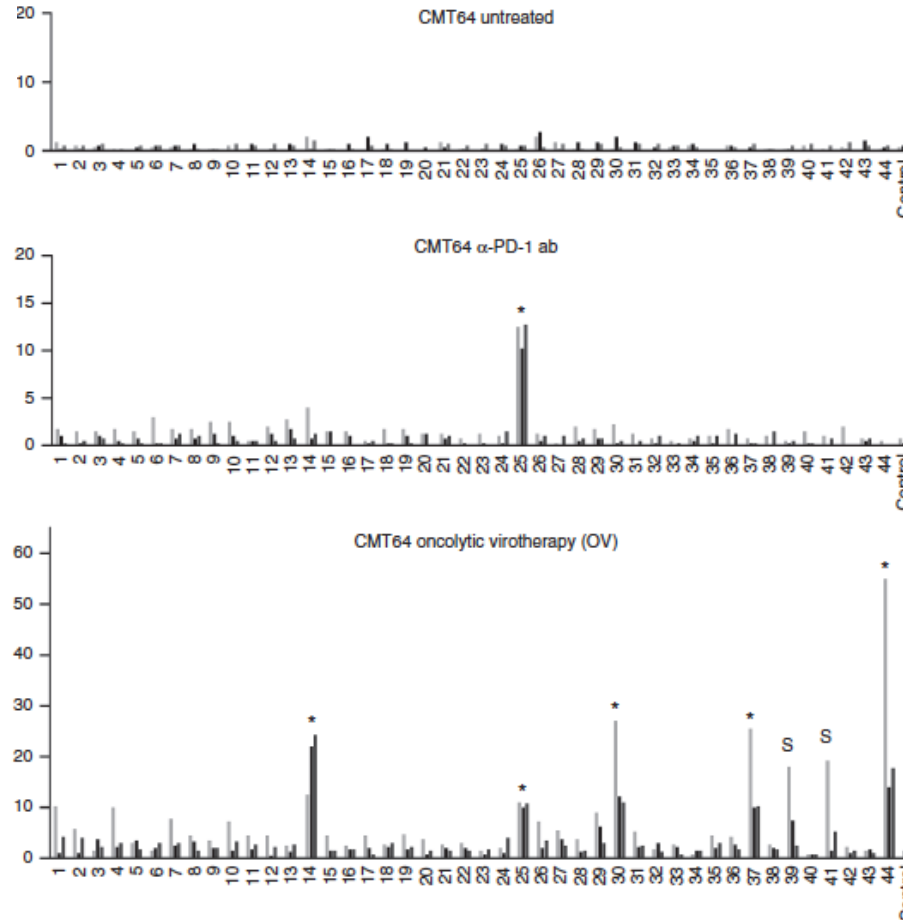 CMT64 untreated
20
10
0
1 2 3 4 5 6 7 8 9 10 11 12 13 14 15 16 17 18 19 20 21 22 23 24 25 26 27 28 29 30 31 32 33 34 35 36 37 38 39 40 41 42 43 44 Control
CMT64 α-PD-1 ab
20
15
10
5
0
*
1 2 3 4 5 6 7 8 9 10 11 12 13 14 15 16 17 18 19 20 21 22 23 24 25 26 27 28 29 30 31 32 33 34 35 36 37 38 39 40 41 42 43 44 Control
CMT64 oncolytic virotherapy (OV)
60
50
40
30
20
10
0
* * * * S S *
1 2 3 4 5 6 7 8 9 10 11 12 13 14 15 16 17 18 19 20 21 22 23 24 25 26 27 28 29 30 31 32 33 34 35 36 37 38 39 40 41 42 43 44 Control